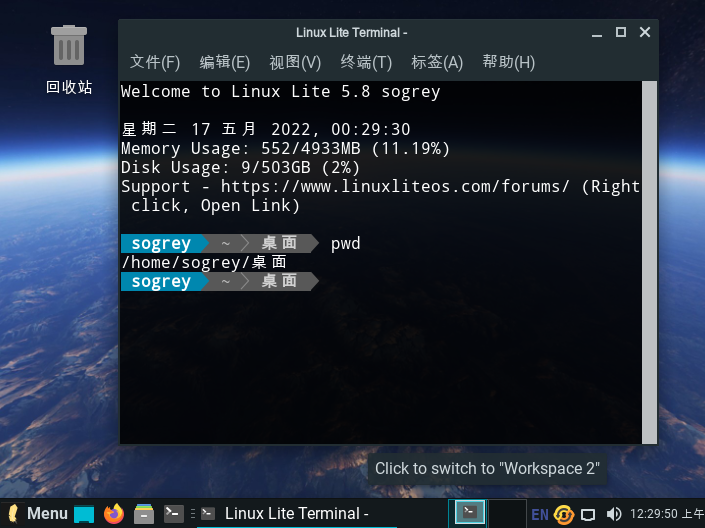 Linux Lite Terminal -
文件(F) 编辑(E) 视图(V) 终端(T) 标签(A) 帮助(H)
回收站
Welcome to Linux Lite 5.8 sogrey
星期二 17 五月 2022, 00:29:30
Memory Usage: 552/4933MB (11.19%)
Disk Usage: 9/503GB (2%)
Support - https://www.linuxliteos.com/forums/ (Right
click, Open Link)
sogrey ~ 桌面 pwd
/home/sogrey/桌面
sogrey ~ 桌面
Click to switch to "Workspace 2"
Menu Linux Lite Terminal - EN 12:29:50 上午